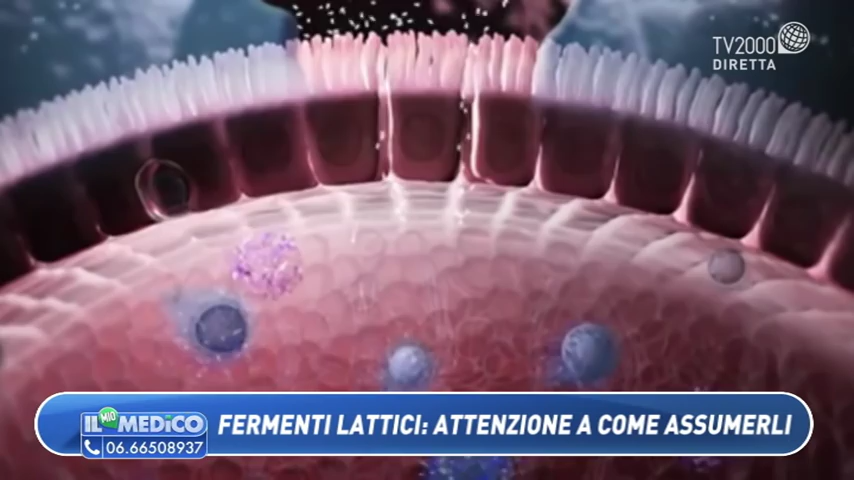 TV2000
DIRETTA
IL MIO MEDICO
06.66508937
FERMENTI LATTICI: ATTENZIONE A COME ASSUMERLI